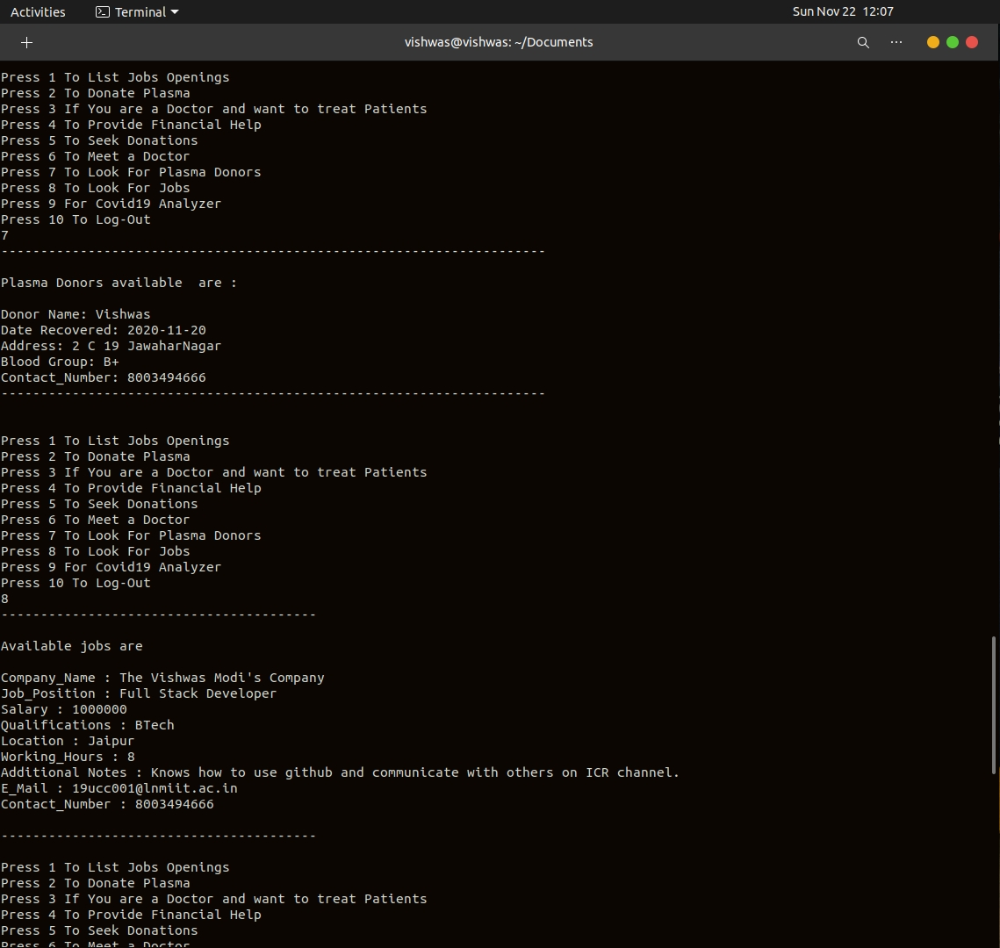 Activities Terminal Sun Nov 22 12:07
vishwas@vishwas: ~/Documents
Press 1 To List Jobs Openings
Press 2 To Donate Plasma
Press 3 If You are a Doctor and want to treat Patients
Press 4 To Provide Financial Help
Press 5 To Seek Donations
Press 6 To Meet a Doctor
Press 7 To Look For Plasma Donors
Press 8 To Look For Jobs
Press 9 For Covid19 Analyzer
Press 10 To Log-Out
7
---------------------------------------------------------------------
Plasma Donors available  are :
Donor Name: Vishwas
Date Recovered: 2020-11-20
Address: 2 C 19 JawaharNagar
Blood Group: B+
Contact_Number: 8003494666
---------------------------------------------------------------------
Press 1 To List Jobs Openings
Press 2 To Donate Plasma
Press 3 If You are a Doctor and want to treat Patients
Press 4 To Provide Financial Help
Press 5 To Seek Donations
Press 6 To Meet a Doctor
Press 7 To Look For Plasma Donors
Press 8 To Look For Jobs
Press 9 For Covid19 Analyzer
Press 10 To Log-Out
8
----------------------------------------
Available jobs are
Company_Name : The Vishwas Modi's Company
Job_Position : Full Stack Developer
Salary : 1000000
Qualifications : BTech
Location : Jaipur
Working_Hours : 8
Additional Notes : Knows how to use github and communicate with others on ICR channel.
E_Mail : 19ucc001@lnmiit.ac.in
Contact_Number : 8003494666
----------------------------------------
Press 1 To List Jobs Openings
Press 2 To Donate Plasma
Press 3 If You are a Doctor and want to treat Patients
Press 4 To Provide Financial Help
Press 5 To Seek Donations
Press 6 To Meet a Doctor